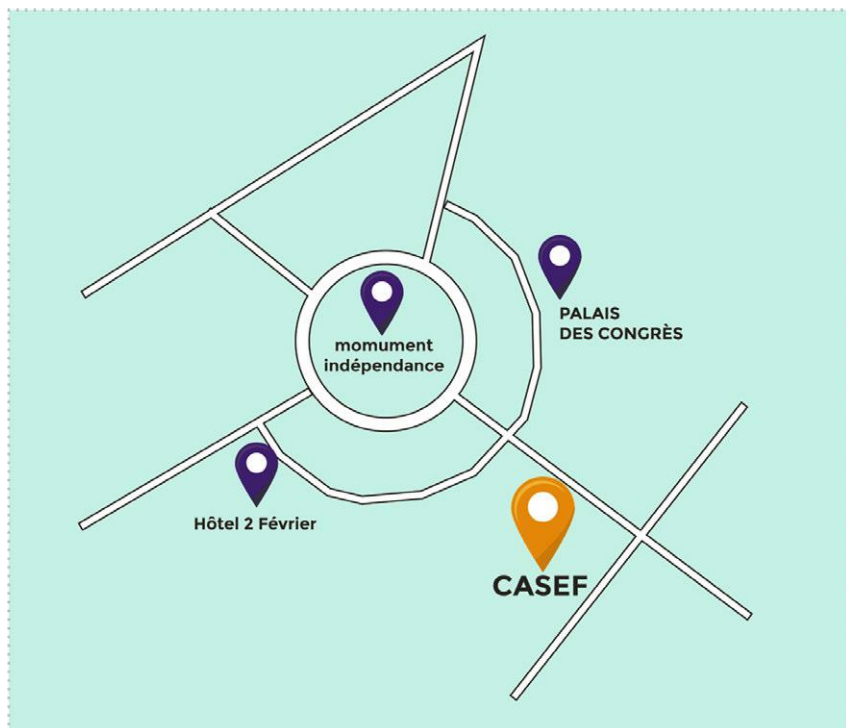 PALAIS
DES CONGRÈS
momument
indépendance
Hôtel 2 Février
CASEF